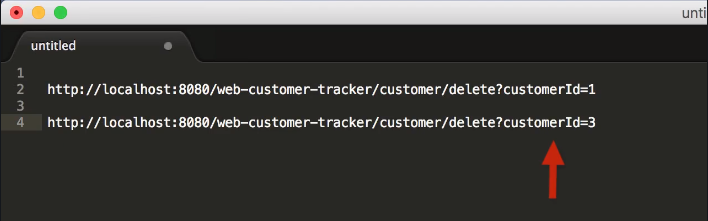 unti
untitled
1
2 http://localhost:8080/web-customer-tracker/customer/delete?customerId=1
3
4 http://localhost:8080/web-customer-tracker/customer/delete?customerId=3